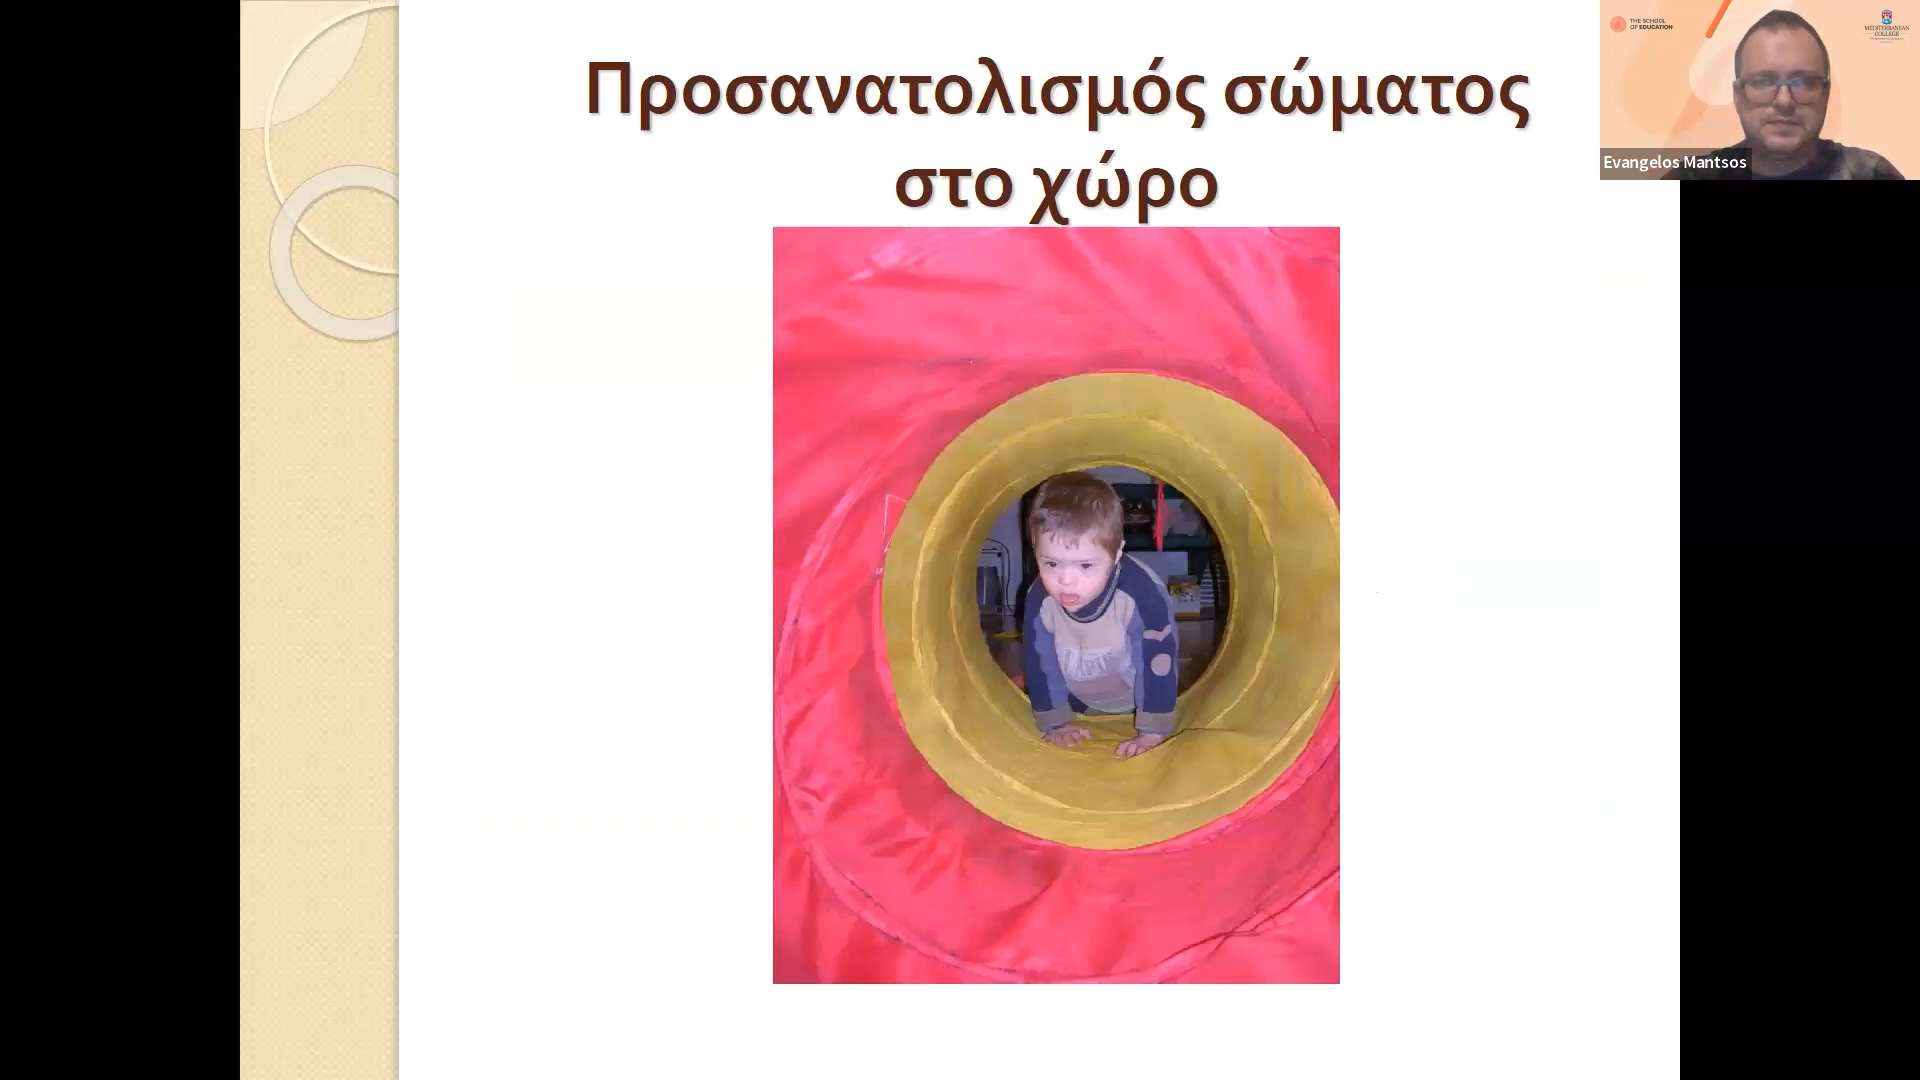 Προσανατολισμός σώματος
στο χώρο
THE SCHOOL
OF EDUCATION
MEDITERRANEAN
COLLEGE
Evangelos Mantsos